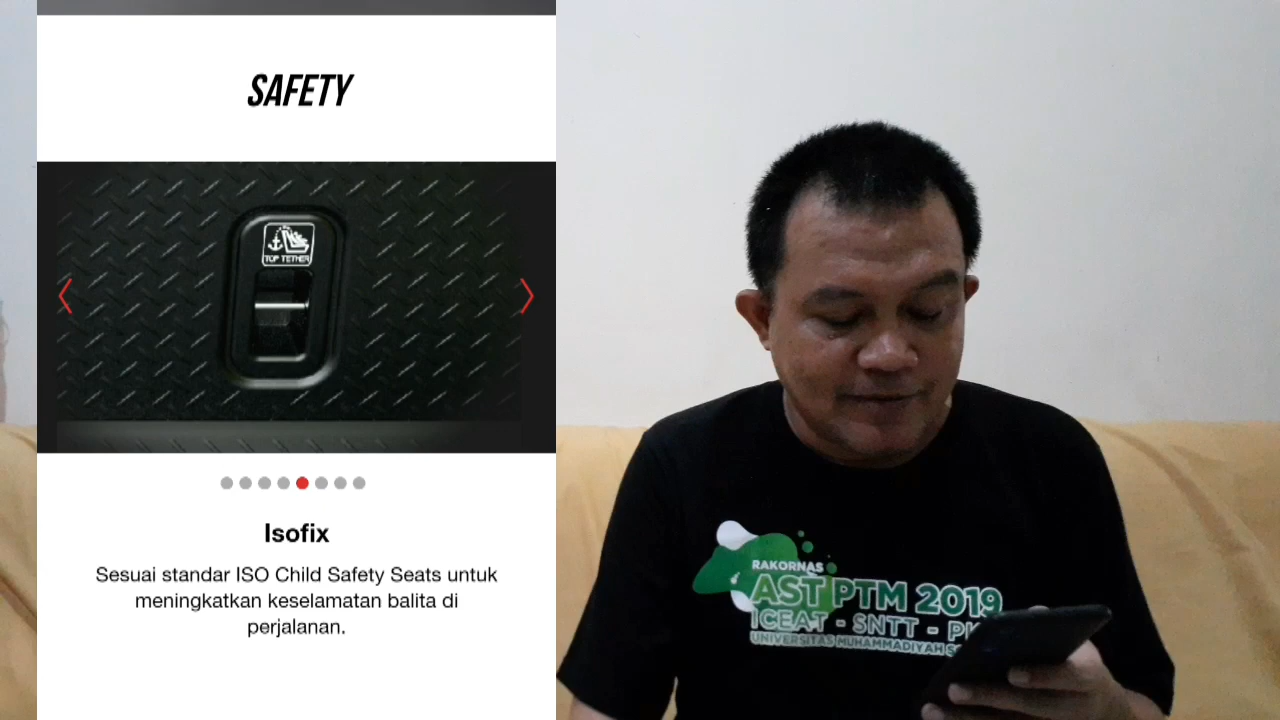 SAFETY
TOP TETHER
Isofix
Sesuai standar ISO Child Safety Seats untuk
meningkatkan keselamatan balita di
perjalanan.
RAKORNAS
AST PTM 2019
ICEAT - SNTT -
UNIVERSITAS MUHAMMADIYAH